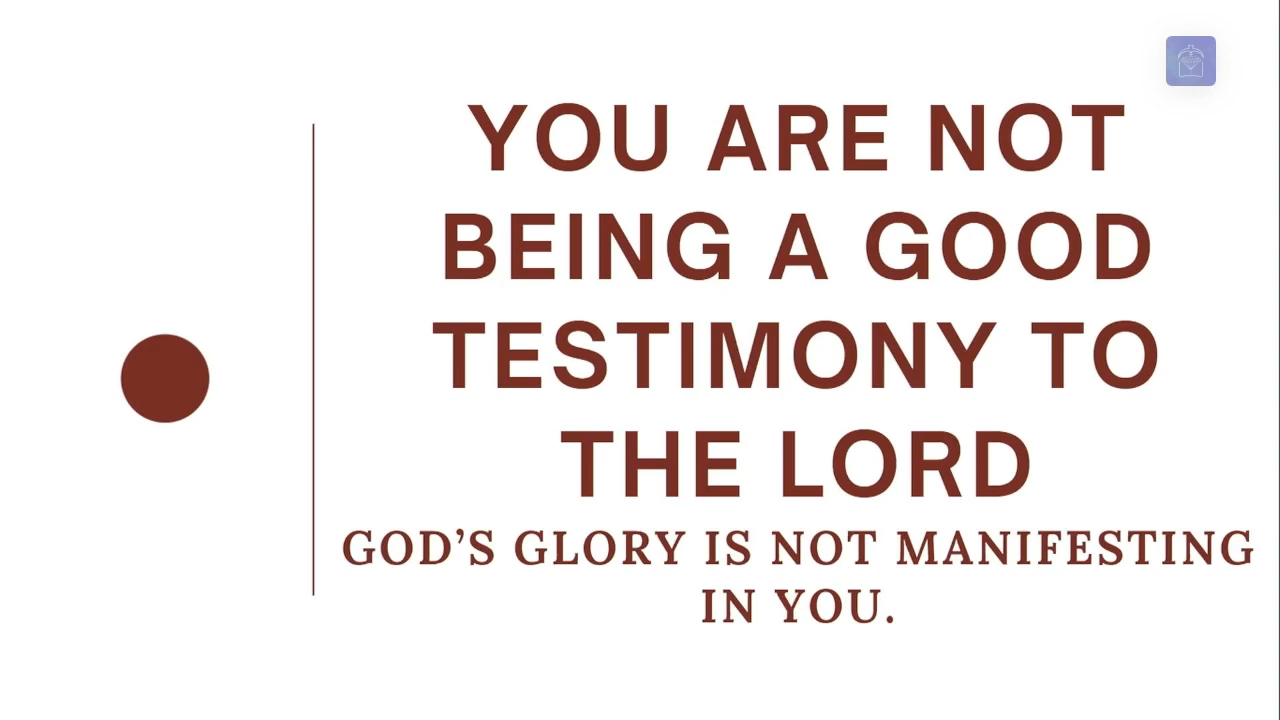 YOU ARE NOT
BEING A GOOD
TESTIMONY TO
THE LORD
GOD’S GLORY IS NOT MANIFESTING
IN YOU.